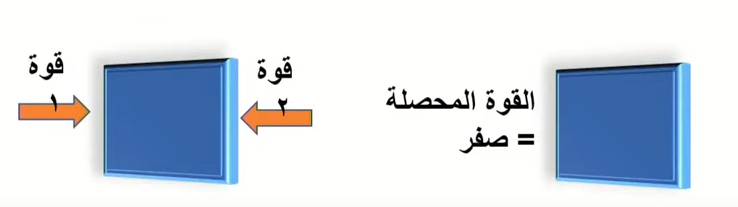 قوة
١
قوة
٢
القوة المحصلة
= صفر